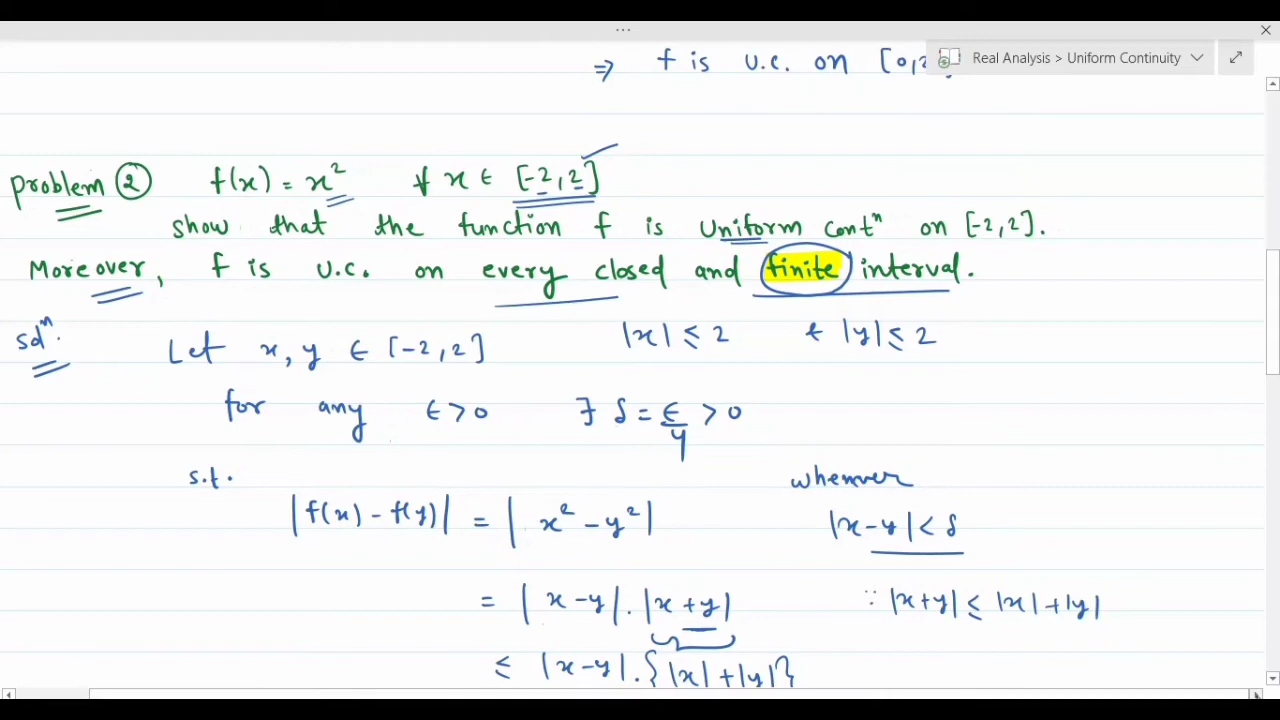 ⇒ f is u.c. on [0,2
Real Analysis > Uniform Continuity
problem ② f(x) = x² ∀ x ∈ [-2,2]
show that the function f is Uniform contⁿ on [-2,2].
Moreover, f is u.c. on every closed and finite interval.
solⁿ. Let x, y ∈ [-2,2] |x| ≤ 2 & |y| ≤ 2
for any ε > 0 ∃ δ = ε/4 > 0
s.t. whenever
|f(x) - f(y)| = |x² - y²| |x-y| < δ
= |x-y|.|x+y| ∵ |x+y| ≤ |x|+|y|
≤ |x-y|.{|x|+|y|}